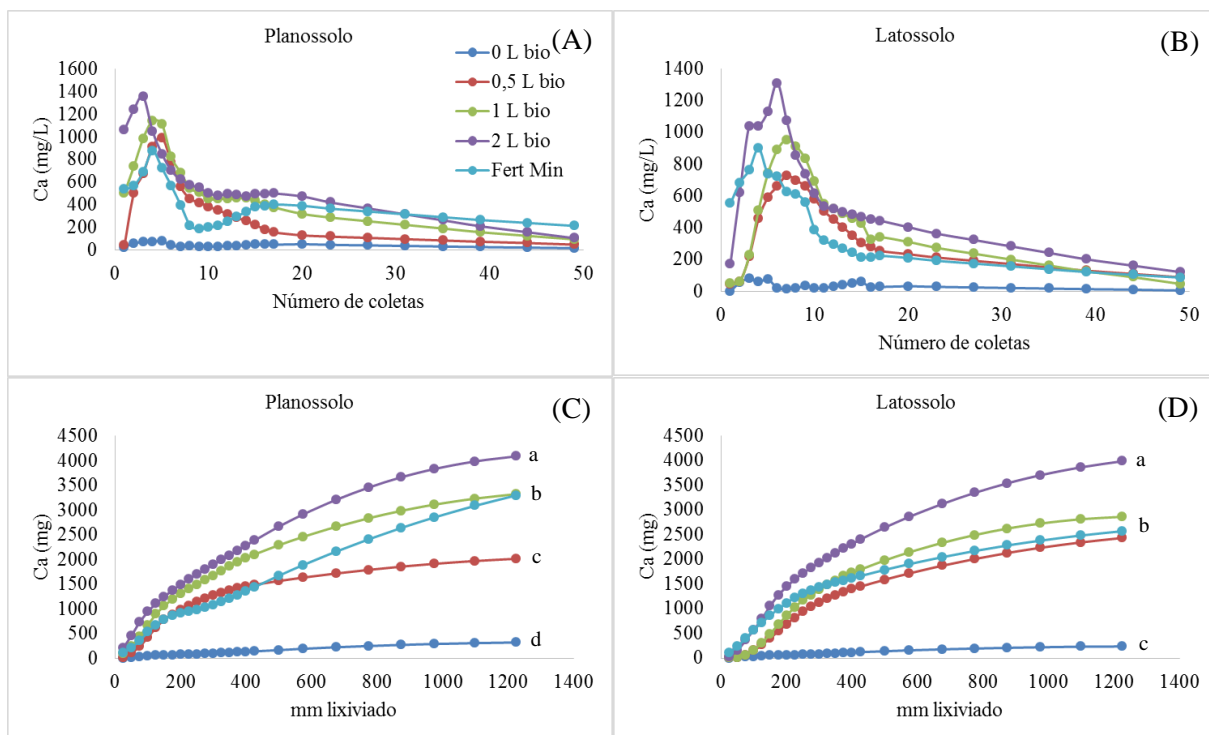 Planossolo
(A)
Ca (mg/L)
1600
1400
1200
1000
800
600
400
200
0
0 10 20 30 40 50
Número de coletas
0 L bio
0,5 L bio
1 L bio
2 L bio
Fert Min
Latossolo
(B)
Ca (mg/L)
1400
1200
1000
800
600
400
200
0
0 10 20 30 40 50
Número de coletas
Planossolo
(C)
Ca (mg)
4500
4000
3500
3000
2500
2000
1500
1000
500
0
0 200 400 600 800 1000 1200 1400
mm lixiviado
a
b
c
d
Latossolo
(D)
Ca (mg)
4500
4000
3500
3000
2500
2000
1500
1000
500
0
0 200 400 600 800 1000 1200 1400
mm lixiviado
a
b
c